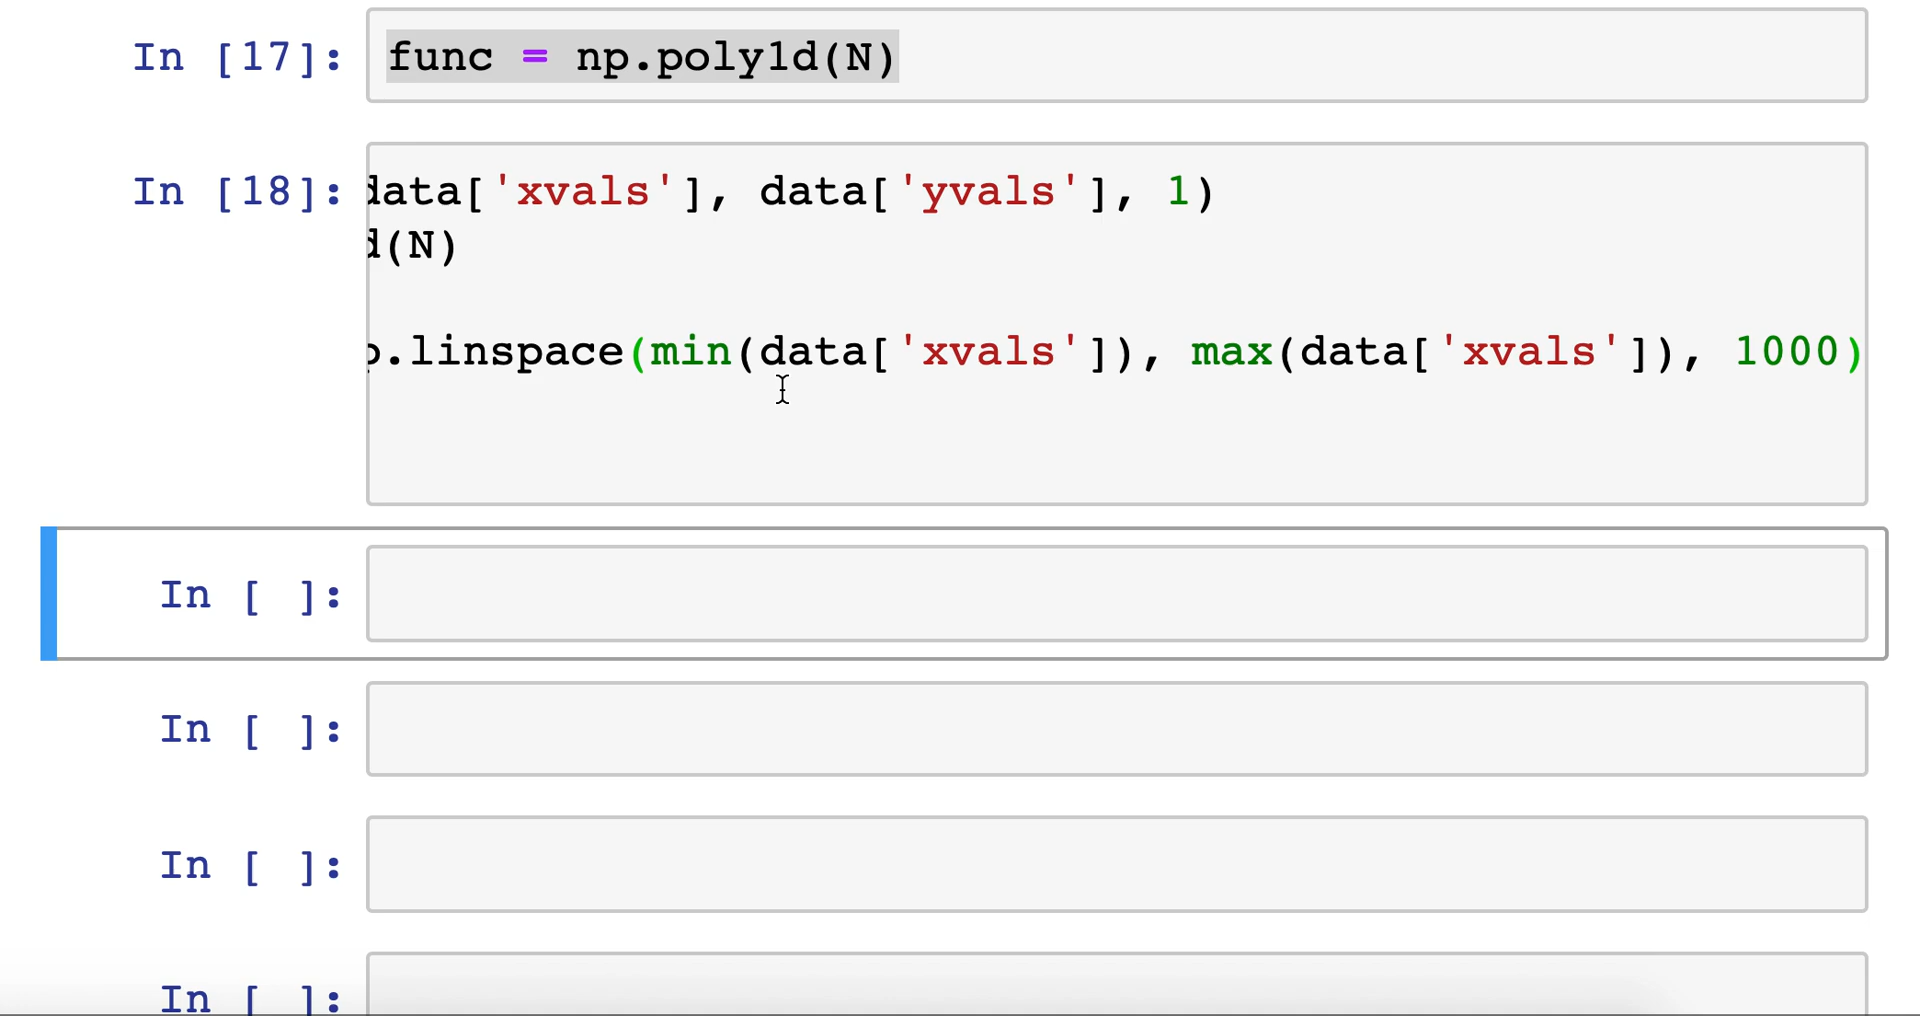 In [17]: func = np.poly1d(N)
In [18]: data['xvals'], data['yvals'], 1)
d(N)
p.linspace(min(data['xvals']), max(data['xvals']), 1000)
In [ ]:
In [ ]:
In [ ]:
In [ ]: